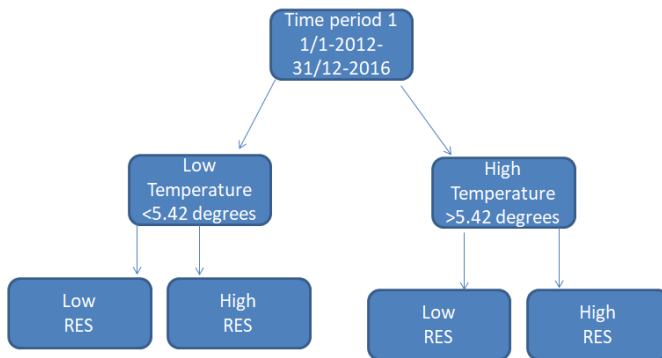 Time period 1
1/1-2012-
31/12-2016
Low
Temperature
<5.42 degrees
High
Temperature
>5.42 degrees
Low
RES
High
RES
Low
RES
High
RES